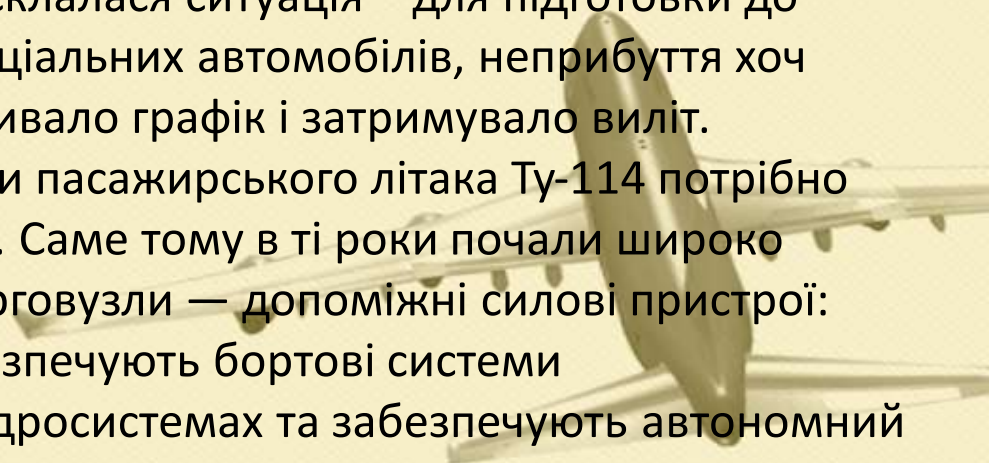 склалася ситуація – для підготовки до
ціальних автомобілів, неприбуття хоч
ивало графік і затримувало виліт.
и пасажирського літака Ту-114 потрібно
. Саме тому в ті роки почали широко
рговузли — допоміжні силові пристрої:
зпечують бортові системи
дросистемах та забезпечують автономний